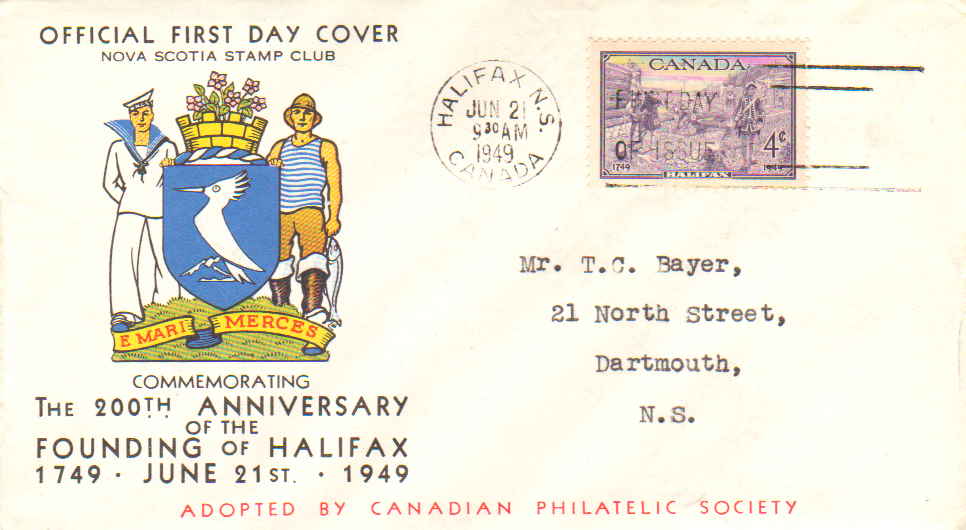 OFFICIAL FIRST DAY COVER
NOVA SCOTIA STAMP CLUB
E MARI MERCES
COMMEMORATING
THE 200TH ANNIVERSARY
OF THE
FOUNDING OF HALIFAX
1749 · JUNE 21ST. · 1949
ADOPTED BY CANADIAN PHILATELIC SOCIETY
HALIFAX N.S.
JUN 21
9 30 AM
1949
CANADA
CANADA
FIRST DAY
OF ISSUE
4¢
1749 HALIFAX 1949
Mr. T.C. Bayer,
21 North Street,
Dartmouth,
N.S.